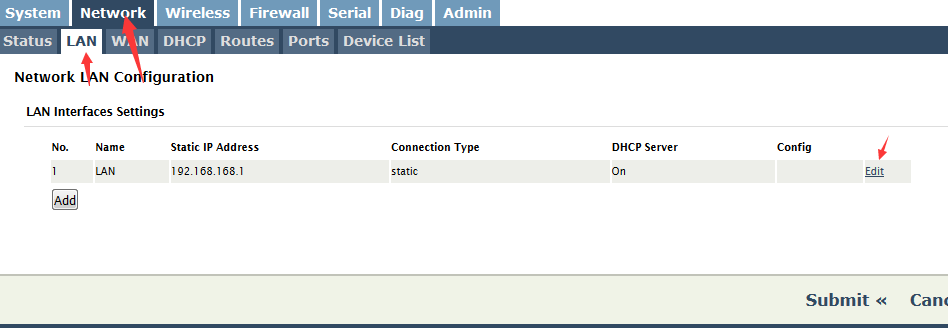 System Network Wireless Firewall Serial Diag Admin
Status LAN WAN DHCP Routes Ports Device List
Network LAN Configuration
LAN Interfaces Settings
No. Name Static IP Address Connection Type DHCP Server Config
1 LAN 192.168.168.1 static On Edit
Add
Submit « Canc